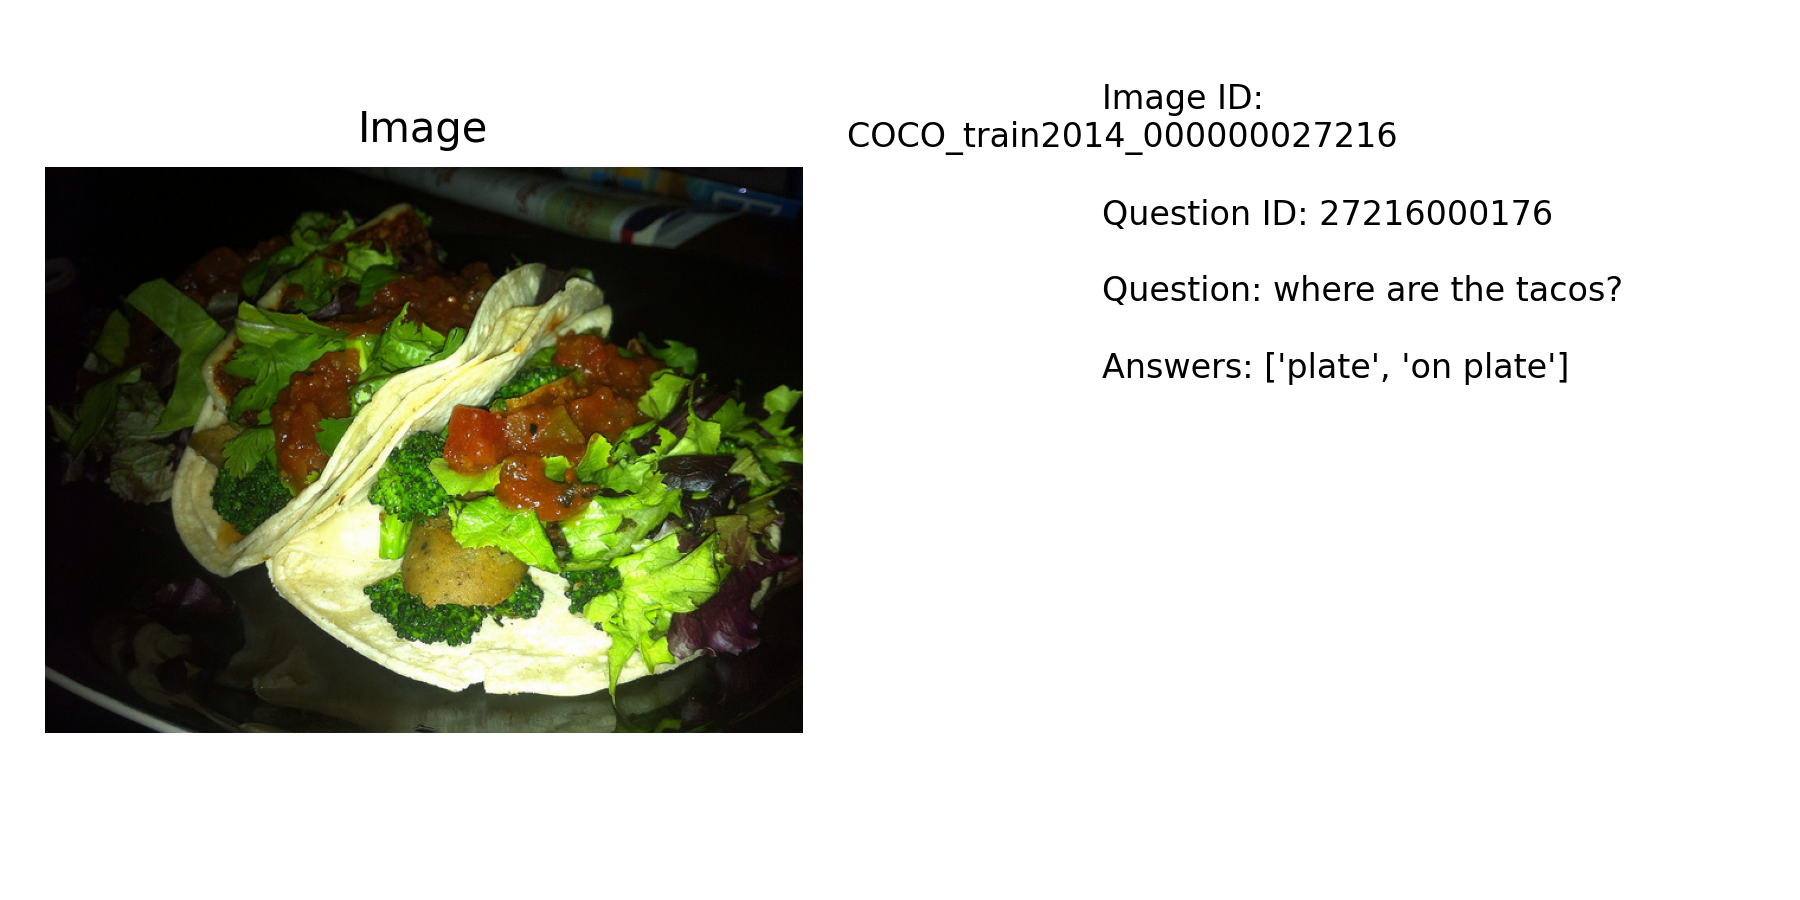 Image
Image ID:
COCO_train2014_000000027216
Question ID: 27216000176
Question: where are the tacos?
Answers: ['plate', 'on plate']